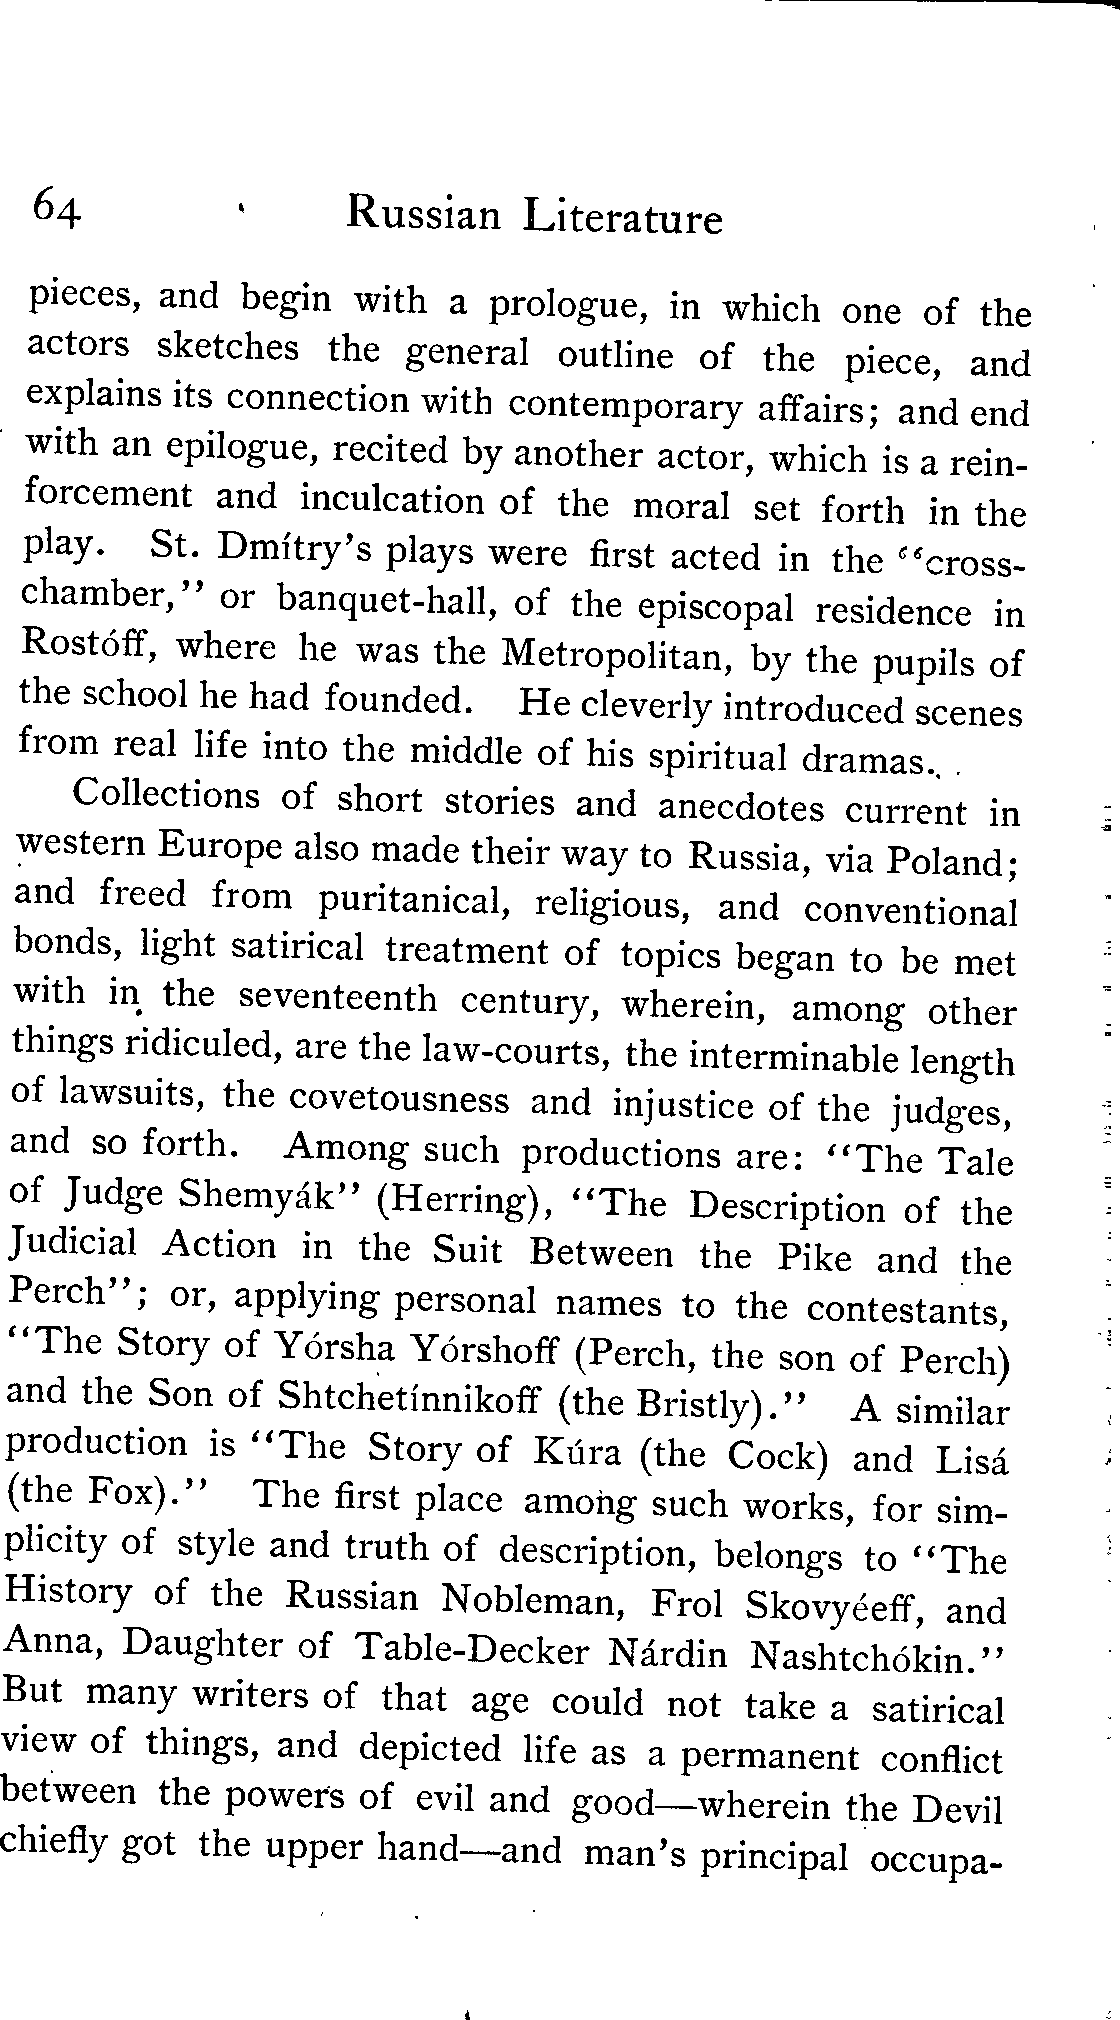 64 Russian Literature
pieces, and begin with a prologue, in which one of the
actors sketches the general outline of the piece, and
explains its connection with contemporary affairs; and end
with an epilogue, recited by another actor, which is a rein-
forcement and inculcation of the moral set forth in the
play. St. Dmítry's plays were first acted in the "cross-
chamber," or banquet-hall, of the episcopal residence in
Rostóff, where he was the Metropolitan, by the pupils of
the school he had founded. He cleverly introduced scenes
from real life into the middle of his spiritual dramas.
Collections of short stories and anecdotes current in
western Europe also made their way to Russia, via Poland;
and freed from puritanical, religious, and conventional
bonds, light satirical treatment of topics began to be met
with in the seventeenth century, wherein, among other
things ridiculed, are the law-courts, the interminable length
of lawsuits, the covetousness and injustice of the judges,
and so forth. Among such productions are: "The Tale
of Judge Shemyák" (Herring), "The Description of the
Judicial Action in the Suit Between the Pike and the
Perch"; or, applying personal names to the contestants,
"The Story of Yórsha Yórshoff (Perch, the son of Perch)
and the Son of Shtchetínnikoff (the Bristly)." A similar
production is "The Story of Kúra (the Cock) and Lisá
(the Fox)." The first place among such works, for sim-
plicity of style and truth of description, belongs to "The
History of the Russian Nobleman, Frol Skovyéeff, and
Anna, Daughter of Table-Decker Nárdin Nashtchókin."
But many writers of that age could not take a satirical
view of things, and depicted life as a permanent conflict
between the powers of evil and good—wherein the Devil
chiefly got the upper hand—and man's principal occupa-